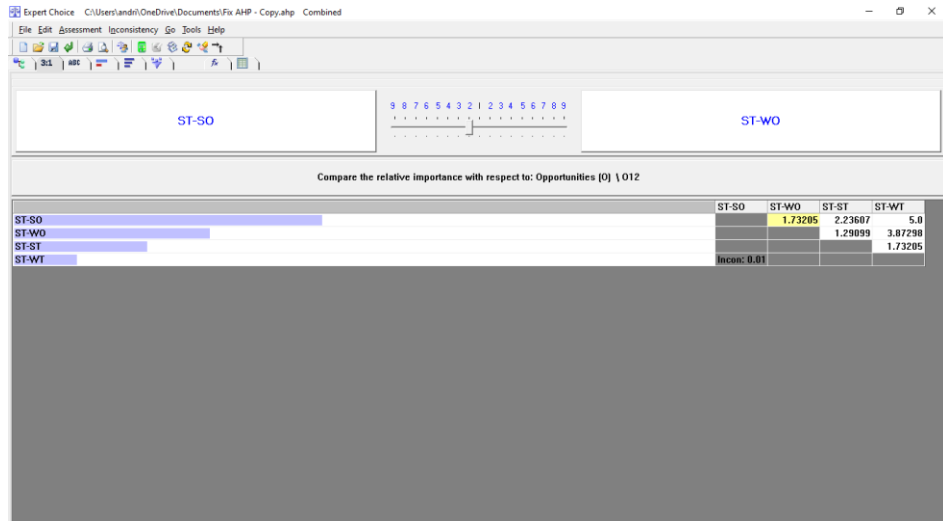 Expert Choice C:\Users\andri\OneDrive\Documents\Fix AHP - Copy.ahp Combined
File Edit Assessment Inconsistency Go Tools Help
3:1 ABC fx
ST-SO 9 8 7 6 5 4 3 2 1 2 3 4 5 6 7 8 9 ST-WO
Compare the relative importance with respect to: Opportunities (O) \ O12
ST-SO ST-WO ST-ST ST-WT
ST-SO 1.73205 2.23607 5.0
ST-WO 1.29099 3.87298
ST-ST 1.73205
ST-WT Incon: 0.01